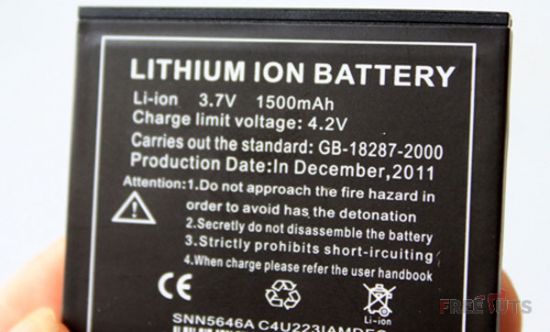 LITHIUM ION BATTERY
Li-ion 3.7V 1500mAh
Charge limit voltage: 4.2V
Carries out the standard: GB-18287-2000
Production Date:In December,2011
Attention:1.Do not approach the fire hazard in
order to avoid has the detonation
2.Secretly do not disassemble the battery
3.Strictly prohibits short-ircuiting
4.When charging please refer the user handbook
CE
Li-ion
SNN5646A